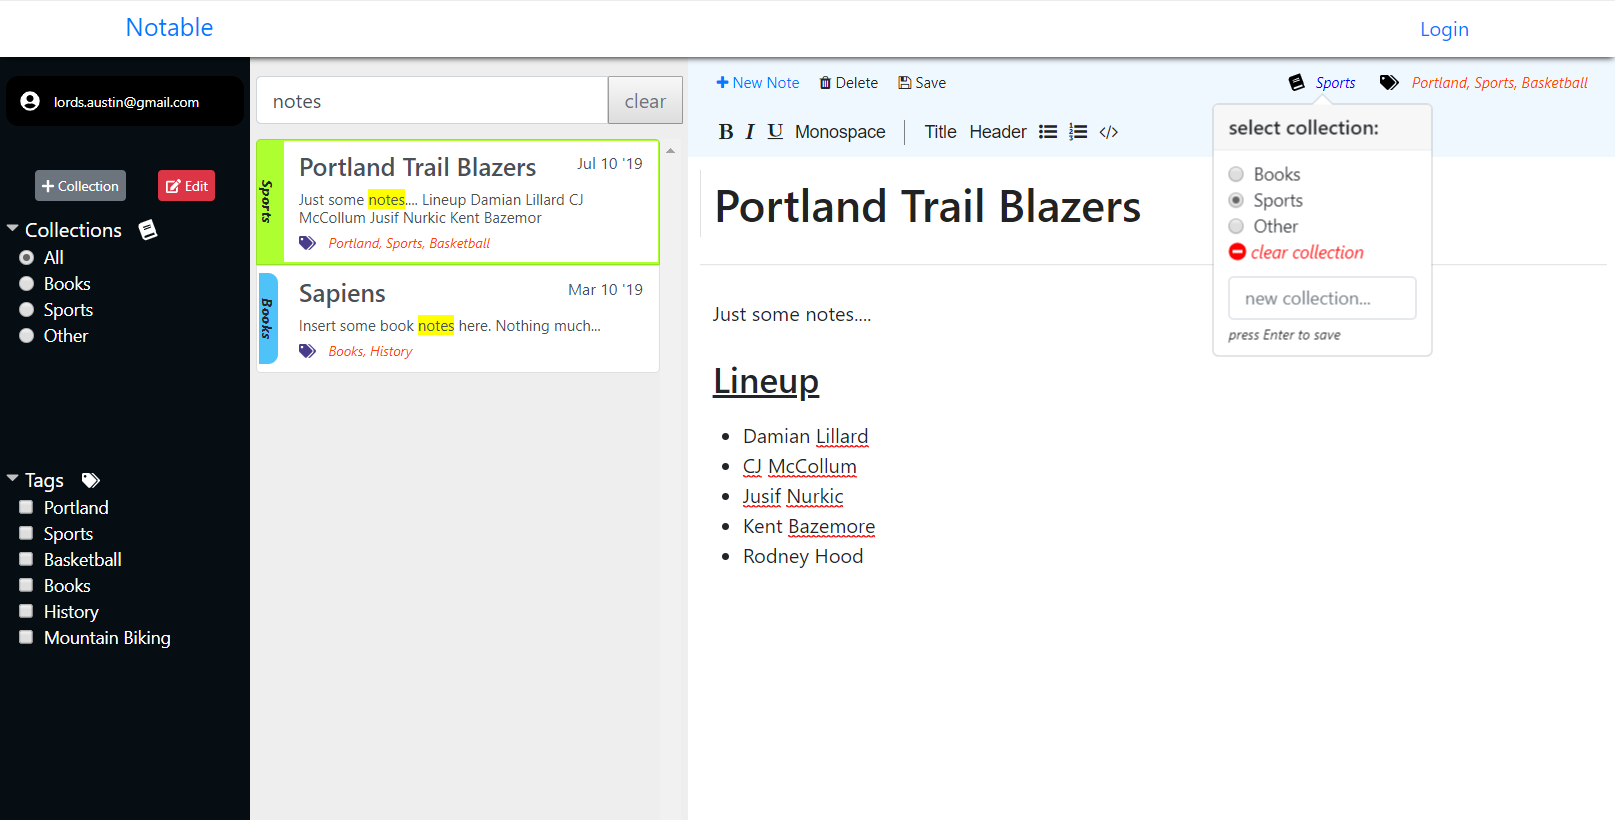 Notable
Login
lords.austin@gmail.com
+ Collection
Edit
Collections
All
Books
Sports
Other
Tags
Portland
Sports
Basketball
Books
History
Mountain Biking
notes
clear
Sports
Portland Trail Blazers
Jul 10 '19
Just some notes.... Lineup Damian Lillard CJ
McCollum Jusif Nurkic Kent Bazemor
Portland, Sports, Basketball
Books
Sapiens
Mar 10 '19
Insert some book notes here. Nothing much...
Books, History
+ New Note
Delete
Save
Sports
Portland, Sports, Basketball
B I U Monospace
Title Header
</>
select collection:
Books
Sports
Other
clear collection
new collection...
press Enter to save
Portland Trail Blazers
Just some notes....
Lineup
• Damian Lillard
• CJ McCollum
• Jusif Nurkic
• Kent Bazemore
• Rodney Hood